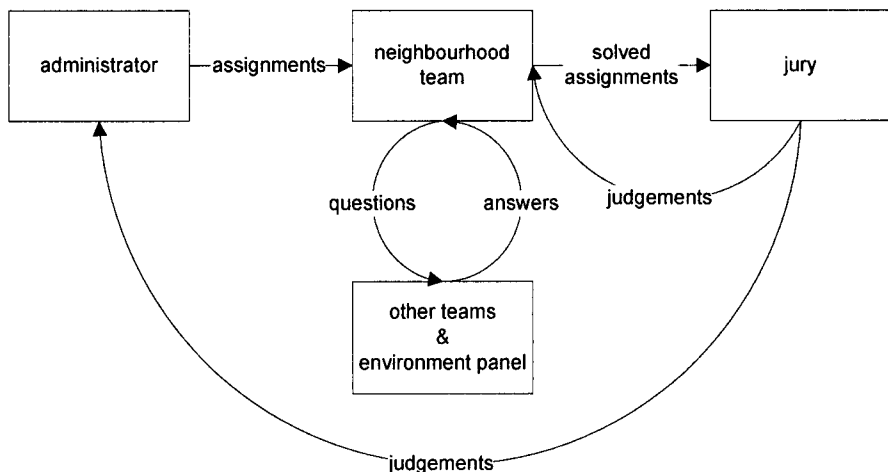 administrator
assignments
neighbourhood
team
solved
assignments
jury
questions
answers
judgements
other teams
&
environment panel
judgements